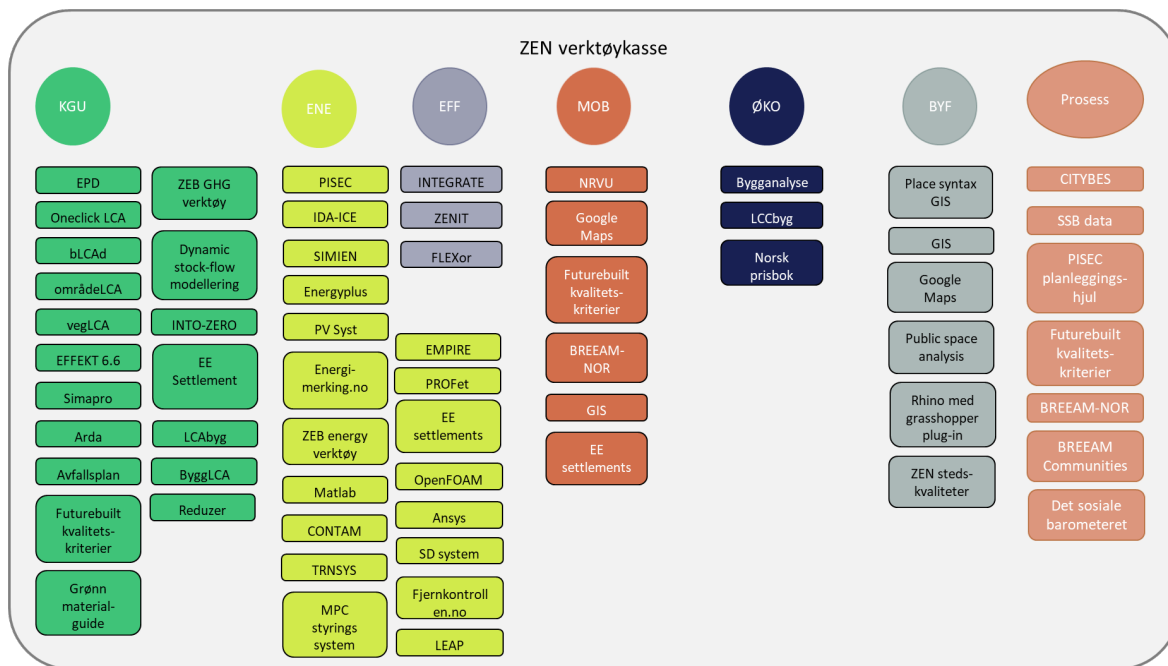 ZEN verktøykasse
KGU
EPD
Oneclick LCA
bLCAd
områdeLCA
vegLCA
EFFEKT 6.6
Simapro
Arda
Avfallsplan
Futurebuilt
kvalitets-
kriterier
Grønn
material-
guide
ZEB GHG
verktøy
Dynamic
stock-flow
modellering
INTO-ZERO
EE
Settlement
LCAbyg
ByggLCA
Reduzer
ENE
PISEC
IDA-ICE
SIMIEN
Energyplus
PV Syst
Energi-
merking.no
ZEB energy
verktøy
Matlab
CONTAM
TRNSYS
MPC
styrings
system
EFF
INTEGRATE
ZENIT
FLEXor
EMPIRE
PROFet
EE
settlements
OpenFOAM
Ansys
SD system
Fjernkontroll
en.no
LEAP
MOB
NRVU
Google
Maps
Futurebuilt
kvalitets-
kriterier
BREEAM-
NOR
GIS
EE
settlements
ØKO
Bygganalyse
LCCbyg
Norsk
prisbok
BYF
Place syntax
GIS
GIS
Google
Maps
Public space
analysis
Rhino med
grasshopper
plug-in
ZEN steds-
kvaliteter
Prosess
CITYBES
SSB data
PISEC
planleggings-
hjul
Futurebuilt
kvalitets-
kriterier
BREEAM-NOR
BREEAM
Communities
Det sosiale
barometeret